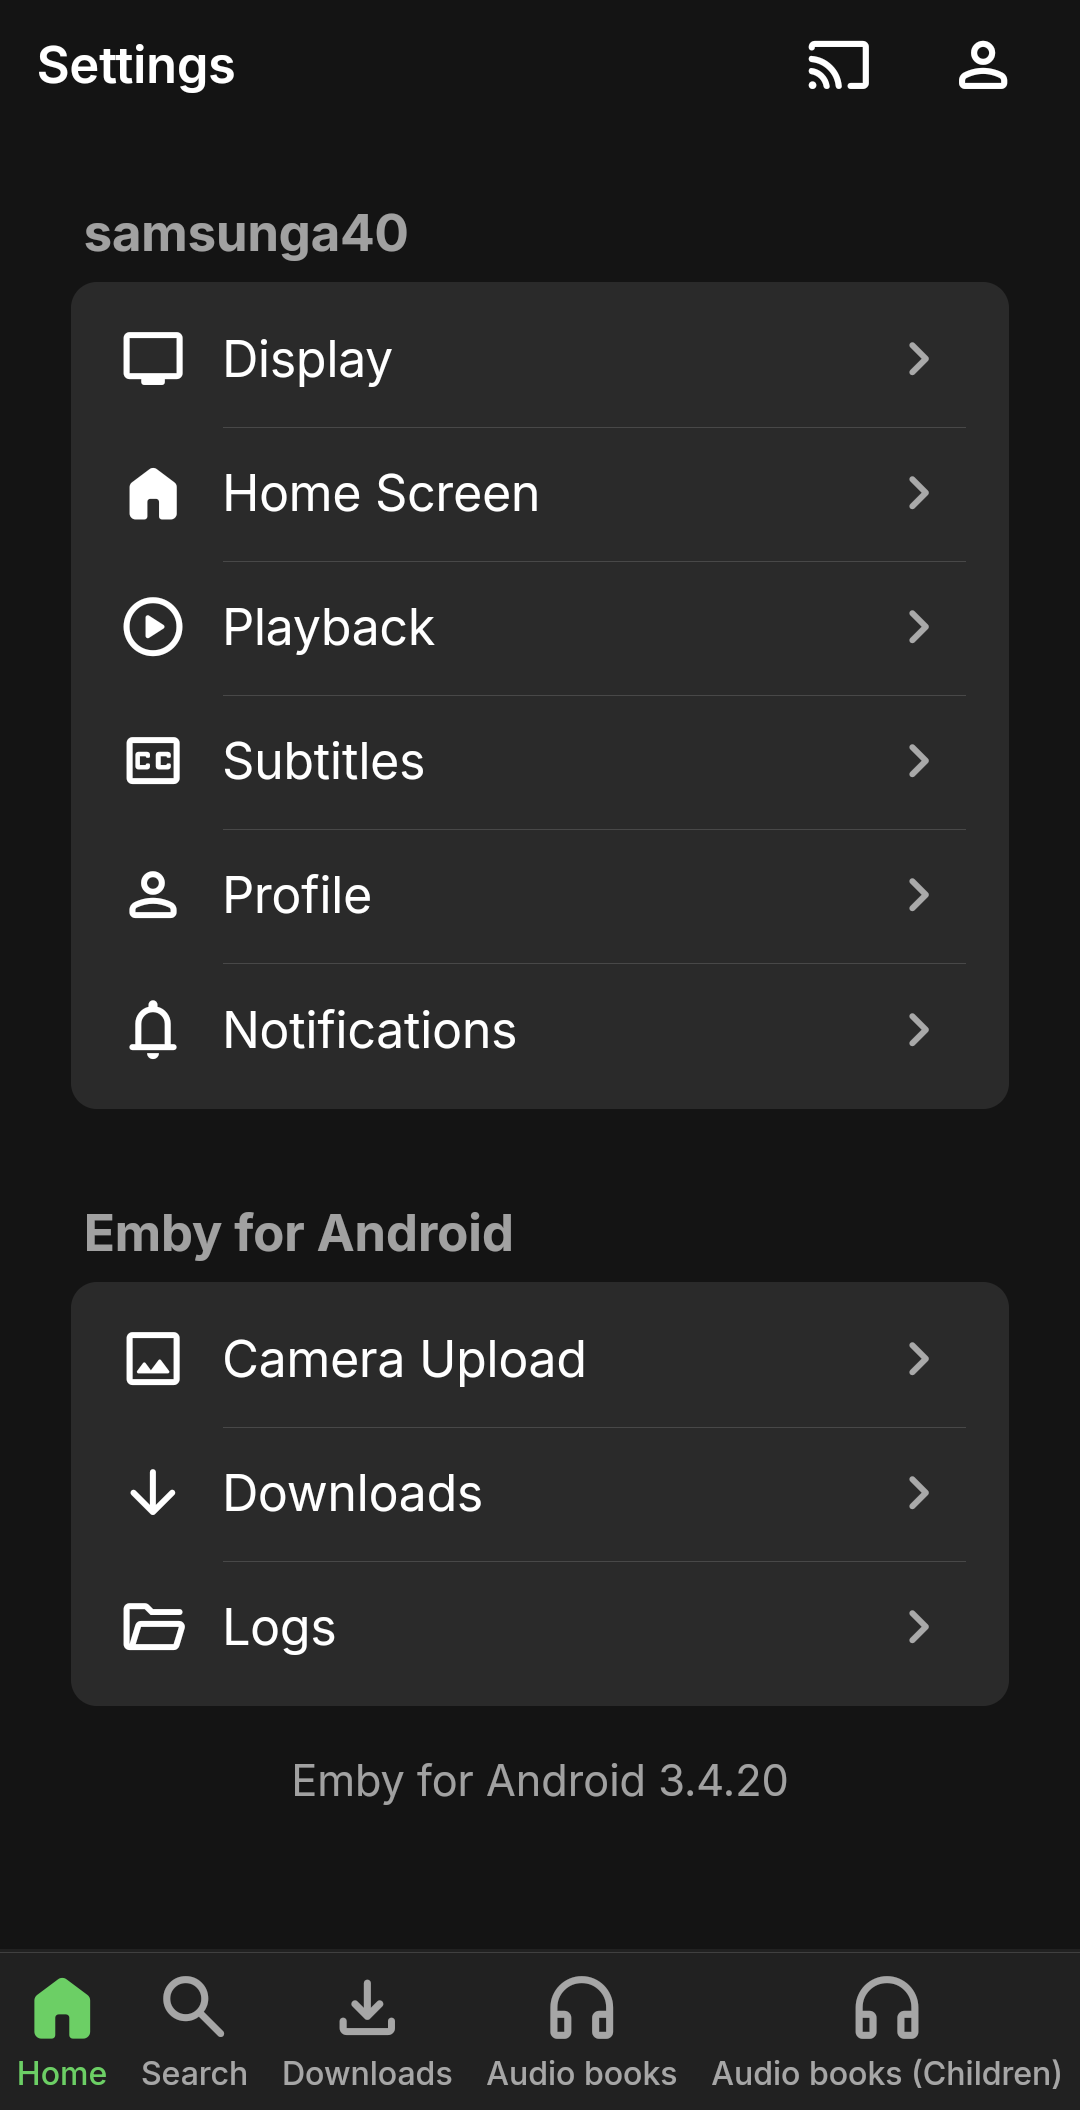 Settings
samsunga40
Display
Home Screen
Playback
CC Subtitles
Profile
Notifications
Emby for Android
Camera Upload
Downloads
Logs
Emby for Android 3.4.20
Home Search Downloads Audio books Audio books (Children)